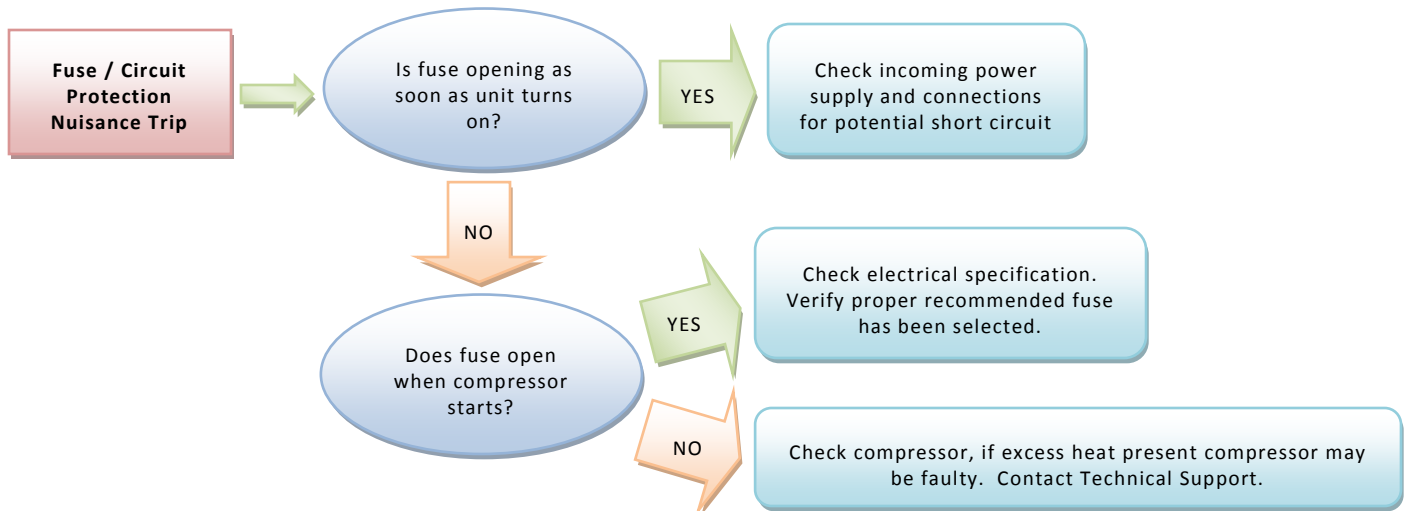 Fuse / Circuit
Protection
Nuisance Trip
Is fuse opening as
soon as unit turns
on?
YES
Check incoming power
supply and connections
for potential short circuit
NO
Does fuse open
when compressor
starts?
YES
Check electrical specification.
Verify proper recommended fuse
has been selected.
NO
Check compressor, if excess heat present compressor may
be faulty. Contact Technical Support.